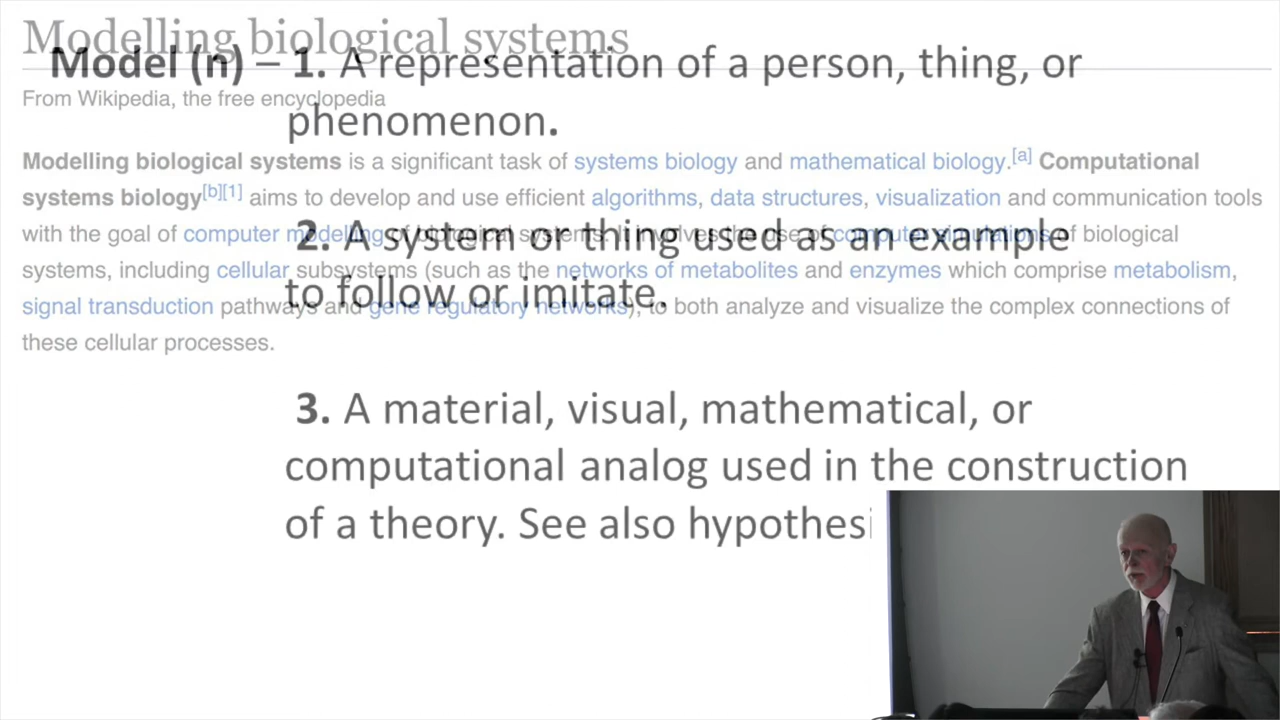 Modelling biological systems
Model (n) – 1. A representation of a person, thing, or
From Wikipedia, the free encyclopedia
phenomenon.
Modelling biological systems is a significant task of systems biology and mathematical biology.[a] Computational
systems biology[b][1] aims to develop and use efficient algorithms, data structures, visualization and communication tools
with the goal of computer modelling of biological systems. It involves the use of computer simulations of biological
2. A system or thing used as an example
systems, including cellular subsystems (such as the networks of metabolites and enzymes which comprise metabolism,
to follow or imitate.
signal transduction pathways and gene regulatory networks), to both analyze and visualize the complex connections of
these cellular processes.
3. A material, visual, mathematical, or
computational analog used in the construction
of a theory. See also hypothesi